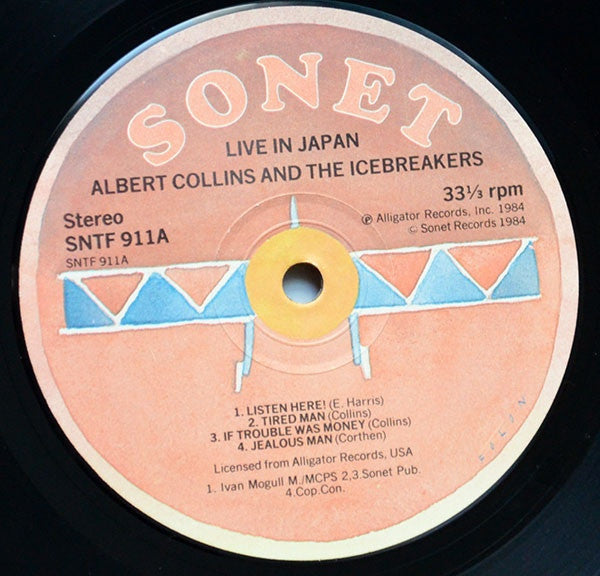 SONET
LIVE IN JAPAN
ALBERT COLLINS AND THE ICEBREAKERS
Stereo
SNTF 911A
SNTF 911A
33⅓ rpm
Ⓟ Alligator Records, Inc. 1984
© Sonet Records 1984
1. LISTEN HERE! (E. Harris)
2. TIRED MAN (Collins)
3. IF TROUBLE WAS MONEY (Collins)
4. JEALOUS MAN (Corthen)
Licensed from Alligator Records, USA
1. Ivan Mogull M./MCPS 2,3.Sonet Pub.
4.Cop.Con.
FOLON